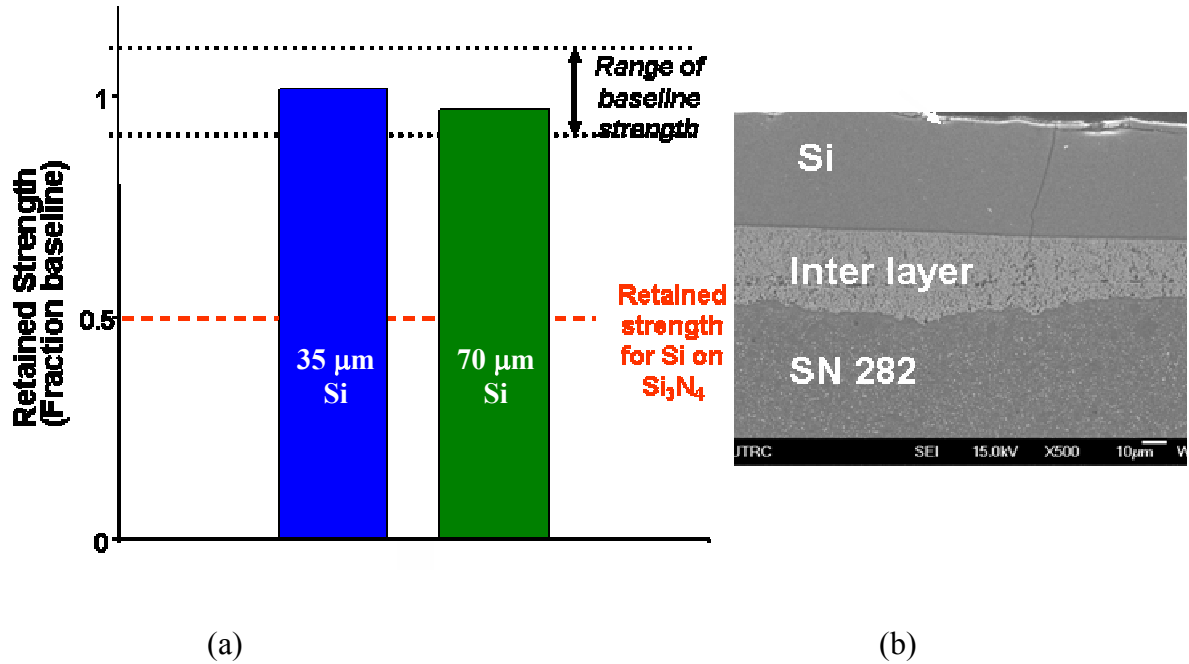 Retained Strength
(Fraction baseline)
1
0.5
0
Range of
baseline
strength
Retained
strength
for Si on
Si₃N₄
35 μm
Si
70 μm
Si
Si
Inter layer
SN 282
JTRC SEI 15.0kV X500 10μm W
(a) (b)